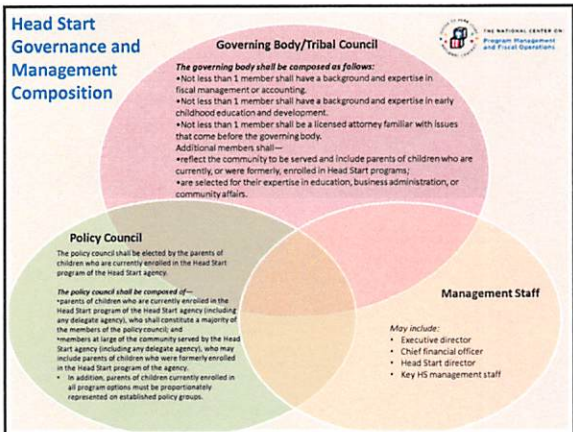 Head Start
Governance and
Management
Composition
THE NATIONAL CENTER ON
Program Management
and Fiscal Operations
Governing Body/Tribal Council
The governing body shall be composed as follows:
•Not less than 1 member shall have a background and expertise in
fiscal management or accounting.
•Not less than 1 member shall have a background and expertise in early
childhood education and development.
•Not less than 1 member shall be a licensed attorney familiar with issues
that come before the governing body.
Additional members shall—
•reflect the community to be served and include parents of children who are
currently, or were formerly, enrolled in Head Start programs;
•are selected for their expertise in education, business administration, or
community affairs.
Policy Council
The policy council shall be elected by the parents of
children who are currently enrolled in the Head Start
program of the Head Start agency.
The policy council shall be composed of—
•parents of children who are currently enrolled in the
Head Start program of the Head Start agency (including
any delegate agency), who shall constitute a majority of
the members of the policy council; and
•members at large of the community served by the Head
Start agency (including any delegate agency), who may
include parents of children who were formerly enrolled
in the Head Start program of the agency.
• In addition, parents of children currently enrolled in
all program options must be proportionately
represented on established policy groups.
Management Staff
May include:
• Executive director
• Chief financial officer
• Head Start director
• Key HS management staff